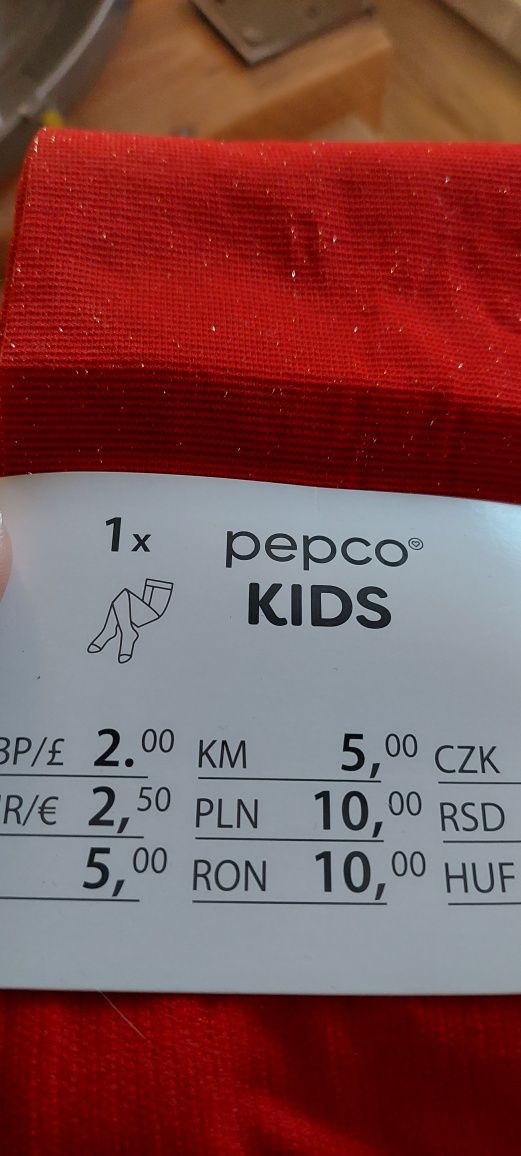 1x pepco
KIDS
BP/£ 2.00 KM 5,00 CZK
R/€ 2,50 PLN 10,00 RSD
5,00 RON 10,00 HUF